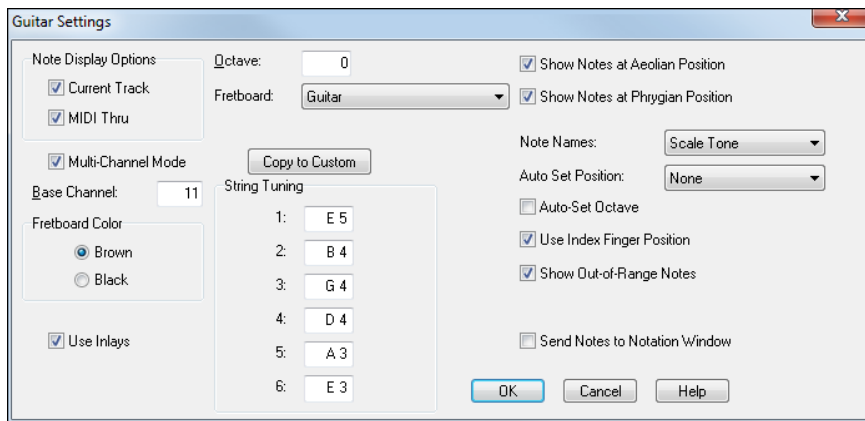 Guitar Settings
Note Display Options
Current Track
MIDI Thru
Multi-Channel Mode
Base Channel: 11
Fretboard Color
Brown
Black
Use Inlays
Octave: 0
Fretboard: Guitar
Copy to Custom
String Tuning
1: E 5
2: B 4
3: G 4
4: D 4
5: A 3
6: E 3
Show Notes at Aeolian Position
Show Notes at Phrygian Position
Note Names: Scale Tone
Auto Set Position: None
Auto-Set Octave
Use Index Finger Position
Show Out-of-Range Notes
Send Notes to Notation Window
OK Cancel Help